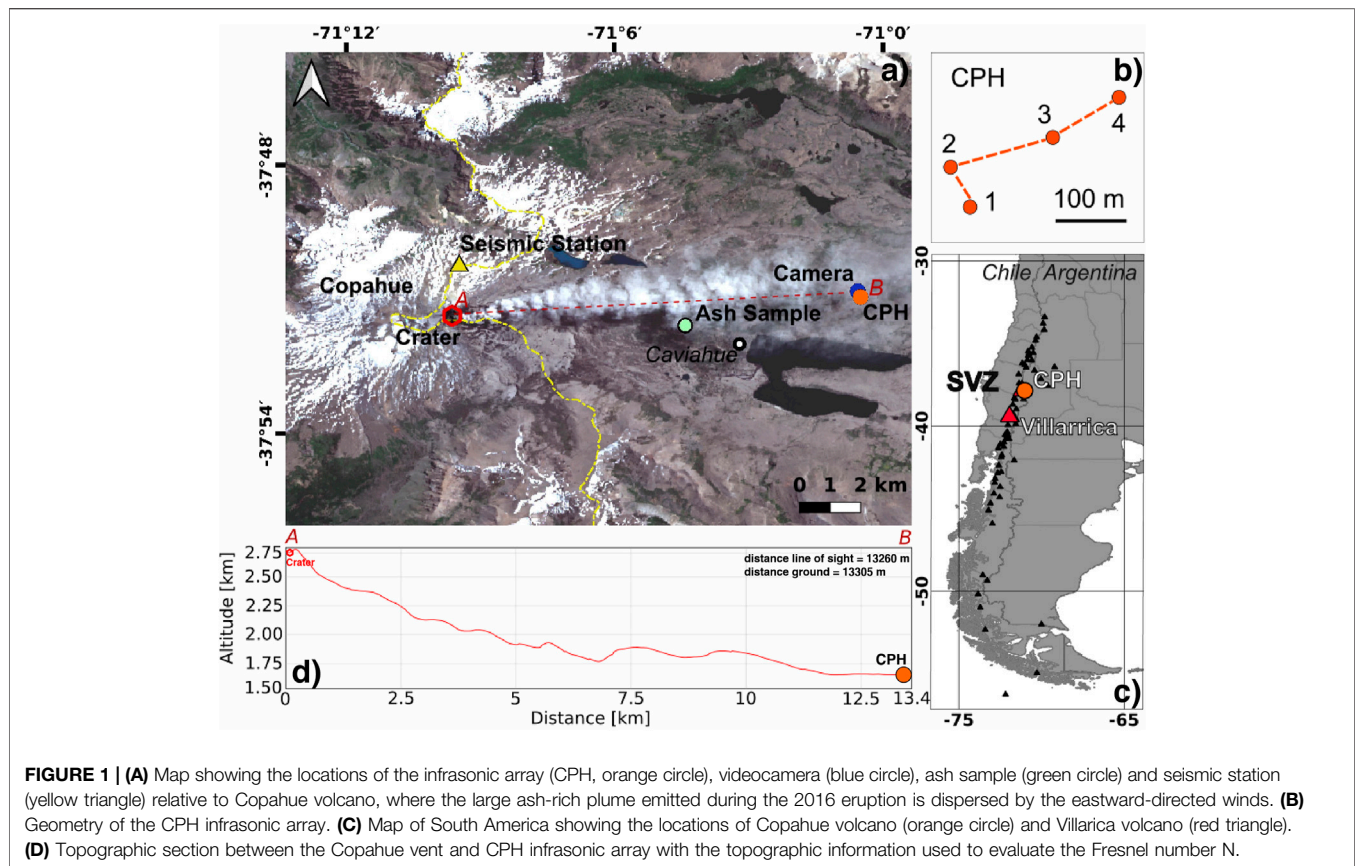 -71°12′ -71°6′ -71°0′
a)
-37°48′
-37°54′
Seismic Station
Copahue
A
Crater
Camera
B
CPH
Ash Sample
Caviahue
0 1 2 km
CPH
b)
1
2
3
4
100 m
-30
-40
-50
Chile Argentina
SVZ
CPH
Villarrica
c)
-75 -65
A B
Crater
distance line of sight = 13260 m
distance ground = 13305 m
Altitude [km]
2.75
2.50
2.25
2.00
1.75
1.50
d)
CPH
0 2.5 5 7.5 10 12.5 13.4
Distance [km]
FIGURE 1 | (A) Map showing the locations of the infrasonic array (CPH, orange circle), videocamera (blue circle), ash sample (green circle) and seismic station
(yellow triangle) relative to Copahue volcano, where the large ash-rich plume emitted during the 2016 eruption is dispersed by the eastward-directed winds. (B)
Geometry of the CPH infrasonic array. (C) Map of South America showing the locations of Copahue volcano (orange circle) and Villarica volcano (red triangle).
(D) Topographic section between the Copahue vent and CPH infrasonic array with the topographic information used to evaluate the Fresnel number N.